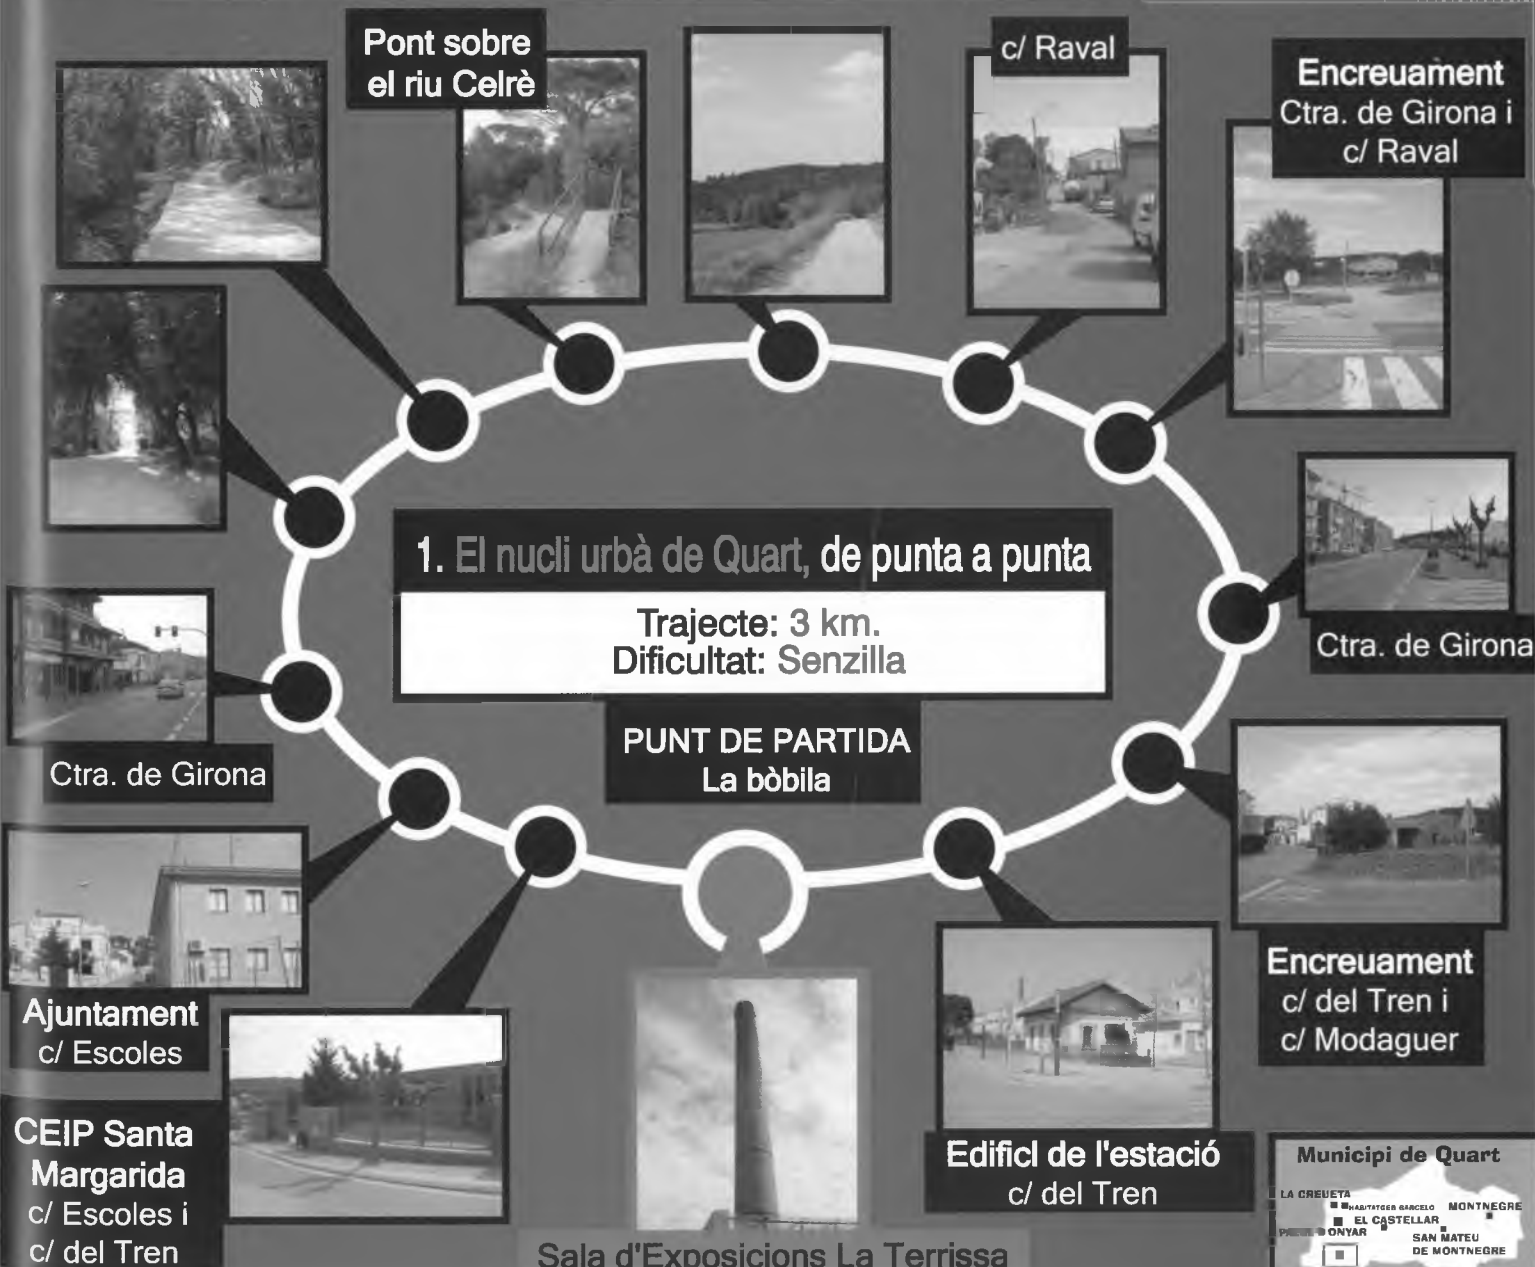 Pont sobre
el riu Celrè
c/ Raval
Encreuament
Ctra. de Girona i
c/ Raval
1. El nucli urbà de Quart, de punta a punta
Trajecte: 3 km.
Dificultat: Senzilla
PUNT DE PARTIDA
La bòbila
Ctra. de Girona
Ctra. de Girona
Ajuntament
c/ Escoles
CEIP Santa
Margarida
c/ Escoles i
c/ del Tren
Encreuament
c/ del Tren i
c/ Modaguer
Edificl de l'estació
c/ del Tren
Sala d'Exposicions La Terrissa
Municipi de Quart
LA CREUETA
HABITATGES BARCELO
MONTNEGRE
EL CASTELLAR
ONYAR
SAN MATEU
DE MONTNEGRE